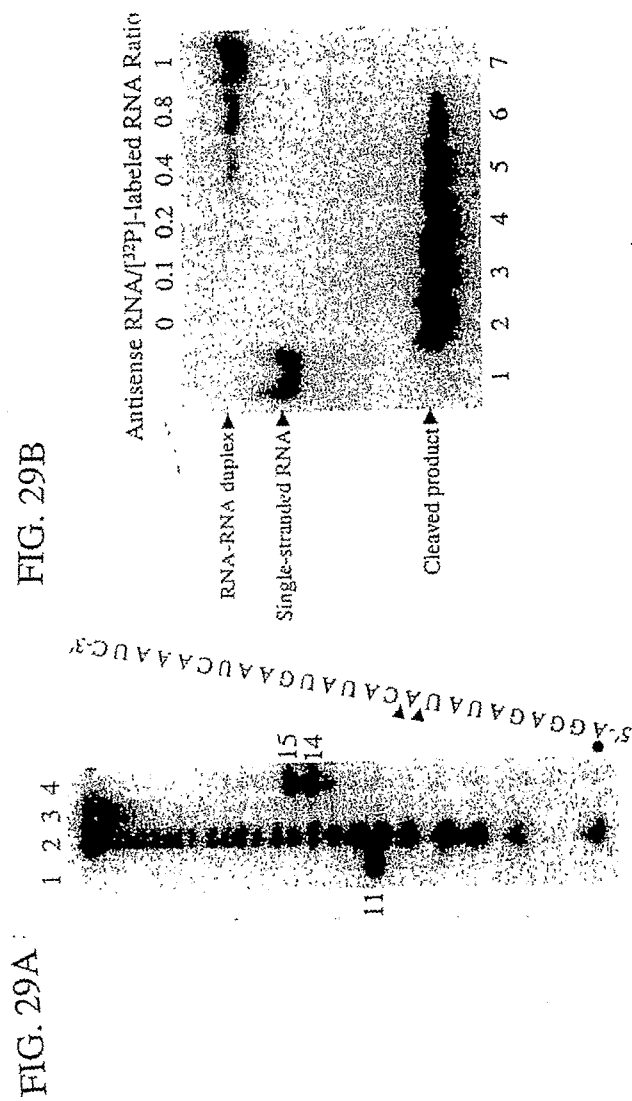 FIG. 29A
1 2 3 4
15
14
11
5'-A G G A G A U A U A C A U A U G A A U C A A U C-3'
FIG. 29B
Antisense RNA/[³²P]-labeled RNA Ratio
0 0.1 0.2 0.4 0.8 1
RNA-RNA duplex
Single-stranded RNA
Cleaved product
1 2 3 4 5 6 7